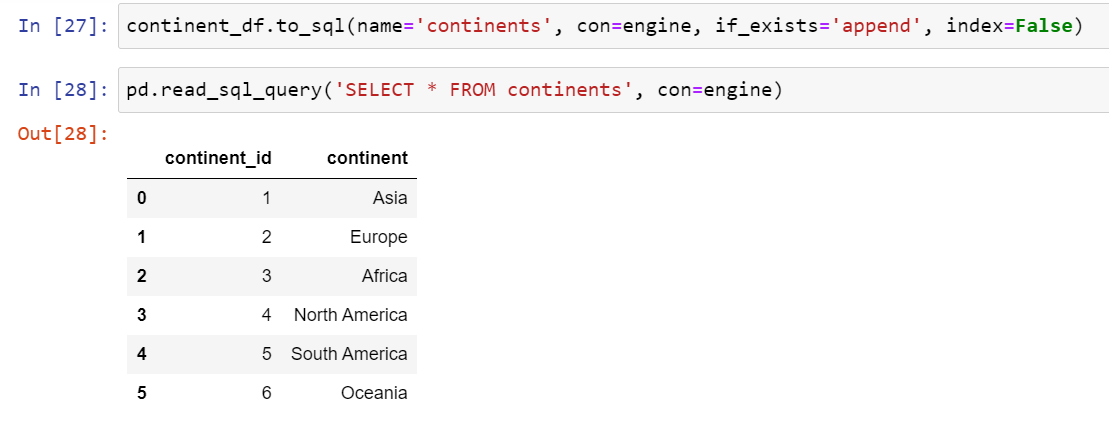 In [27]: continent_df.to_sql(name='continents', con=engine, if_exists='append', index=False)
In [28]: pd.read_sql_query('SELECT * FROM continents', con=engine)
Out[28]:
continent_id continent
0 1 Asia
1 2 Europe
2 3 Africa
3 4 North America
4 5 South America
5 6 Oceania